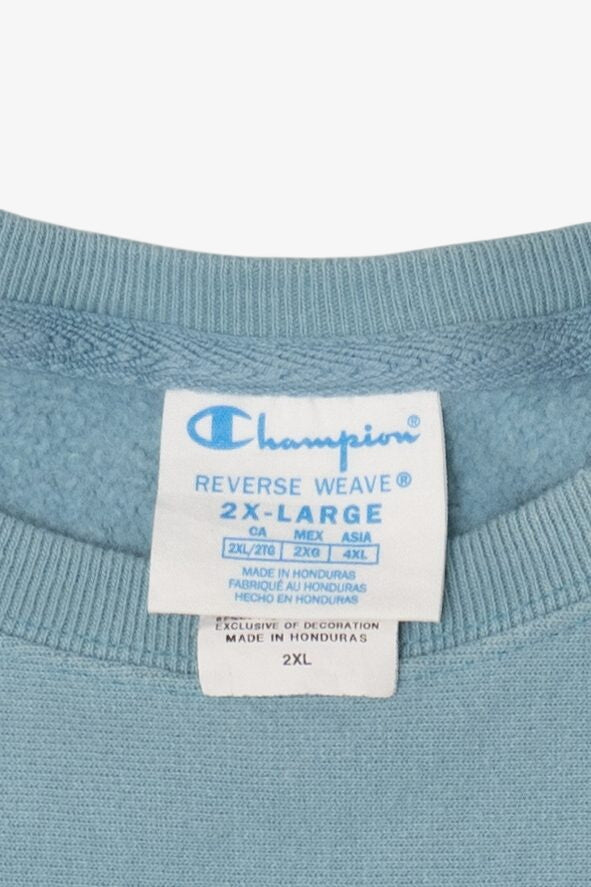 Champion®
REVERSE WEAVE®
2X-LARGE
CA MEX ASIA
2XL/2TG 2XG 4XL
MADE IN HONDURAS
FABRIQUÉ AU HONDURAS
HECHO EN HONDURAS
EXCLUSIVE OF DECORATION
MADE IN HONDURAS
2XL